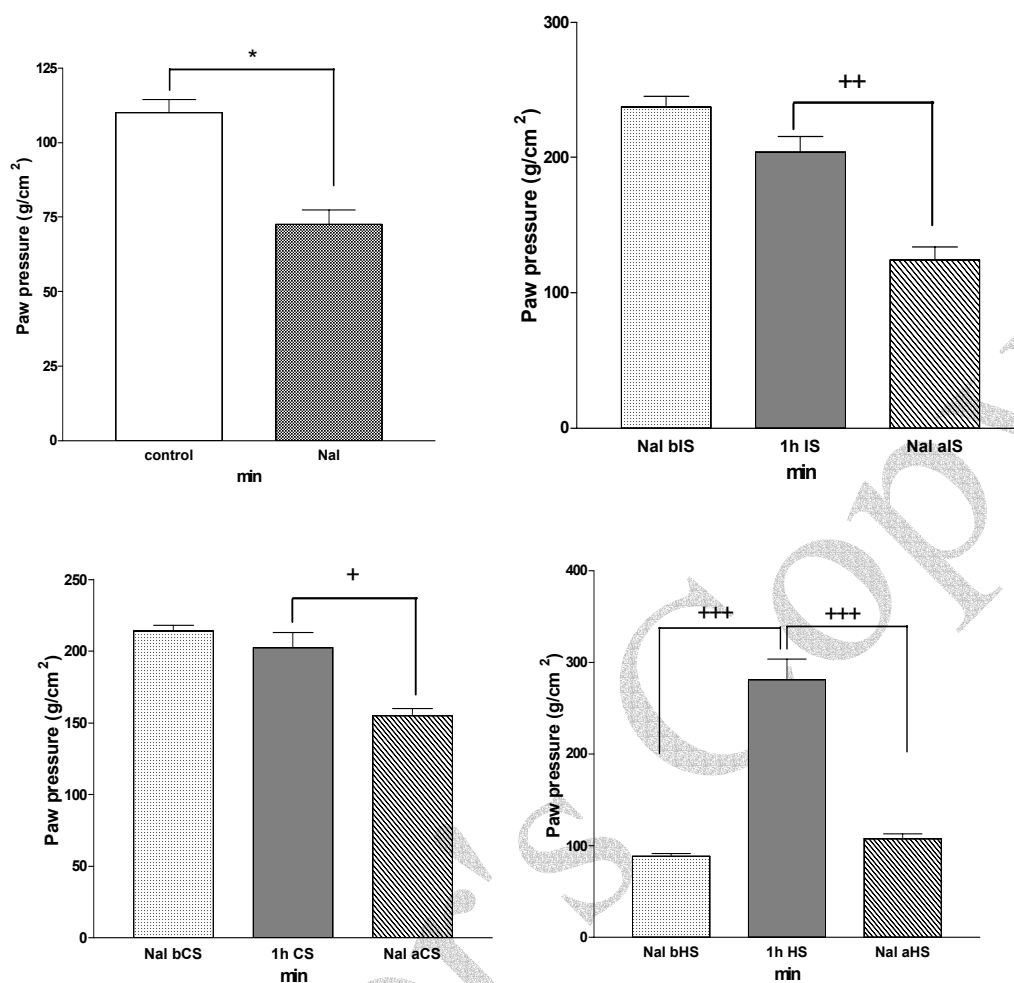 *
Paw pressure (g/cm 2)
125
100
75
50
25
0
control Nal
min
++
Paw pressure (g/cm 2)
300
200
100
0
Nal bIS 1h IS Nal aIS
min
+
Paw pressure (g/cm 2)
250
200
150
100
50
0
Nal bCS 1h CS Nal aCS
min
+++ +++
Paw pressure (g/cm 2)
400
300
200
100
0
Nal bHS 1h HS Nal aHS
min
's Cop